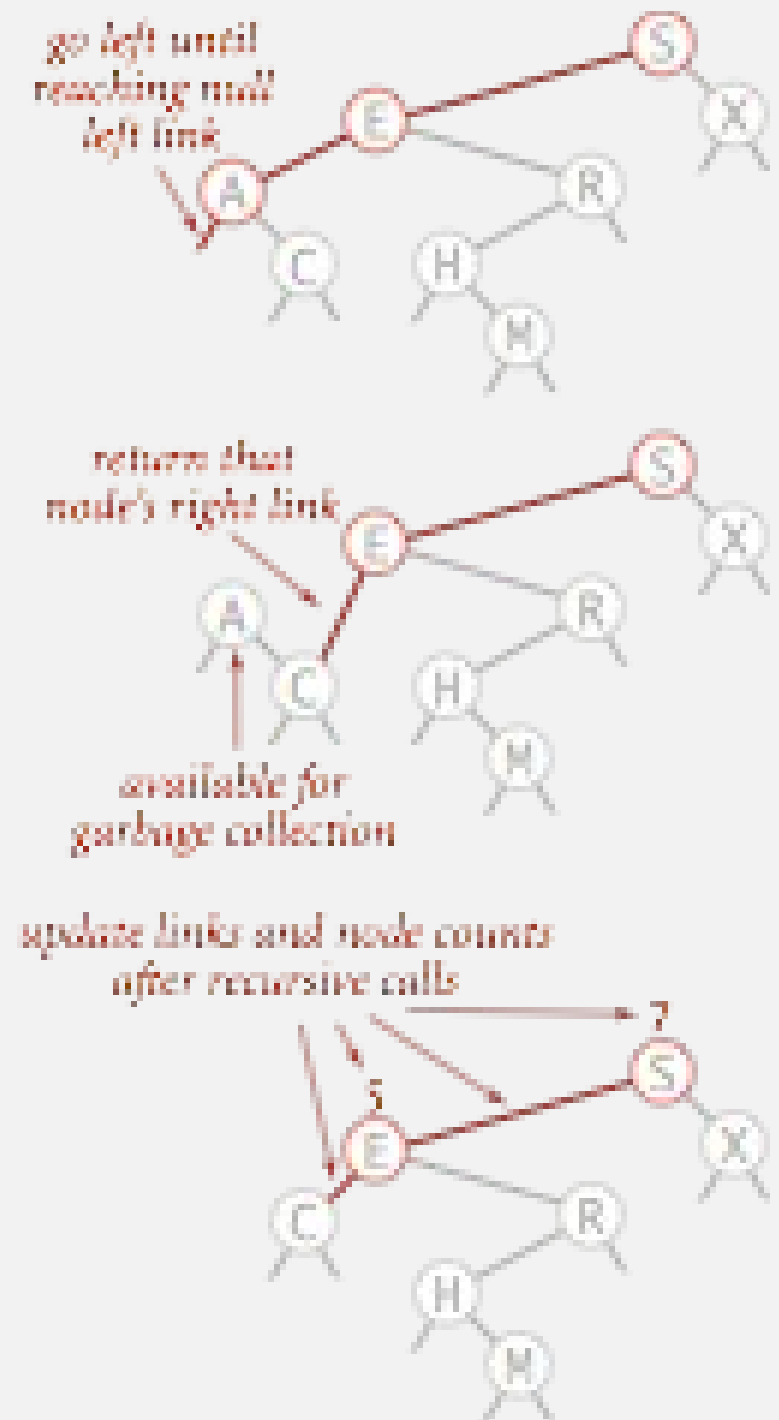 go left until
reaching null
left link
S
E
X
A
R
C
H
M
return that
node's right link
S
E
X
A
R
C
H
M
available for
garbage collection
update links and node counts
after recursive calls
7
S
5
E
X
C
R
H
M